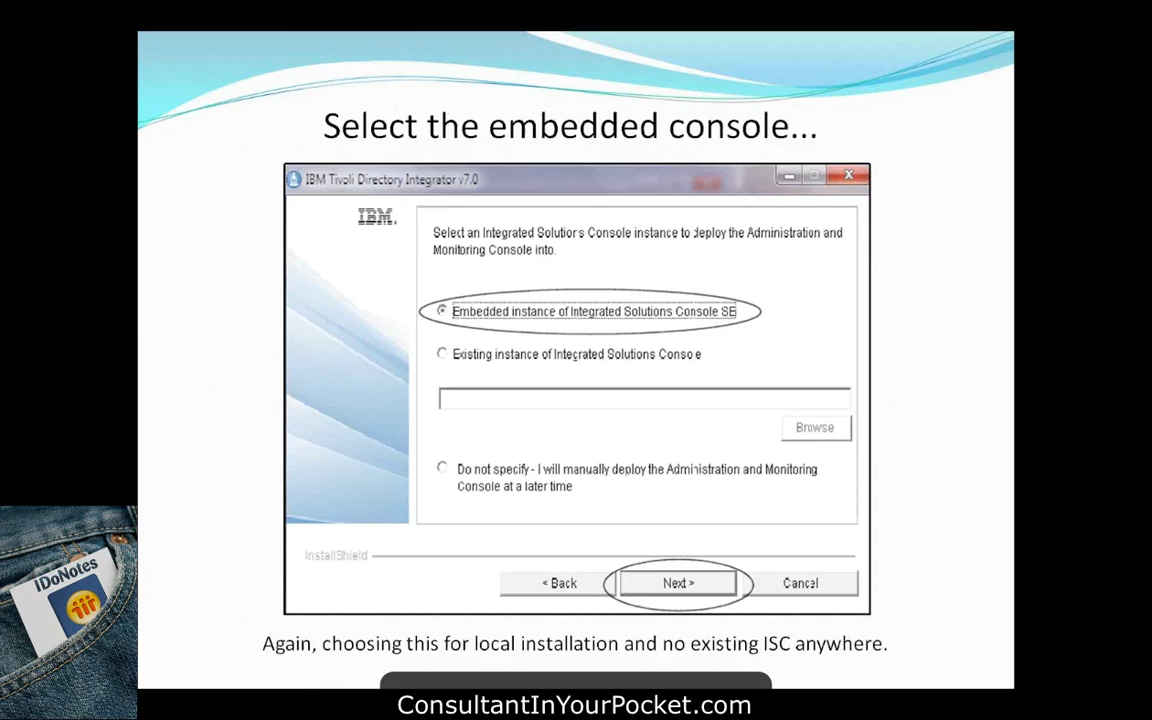 Select the embedded console...
IBM Tivoli Directory Integrator v7.0
IBM.
Select an Integrated Solutions Console instance to deploy the Administration and
Monitoring Console into.
Embedded instance of Integrated Solutions Console SE
Existing instance of Integrated Solutions Console
Browse
Do not specify - I will manually deploy the Administration and Monitoring
Console at a later time
InstallShield
< Back
Next >
Cancel
Again, choosing this for local installation and no existing ISC anywhere.
IDoNotes
ConsultantInYourPocket.com